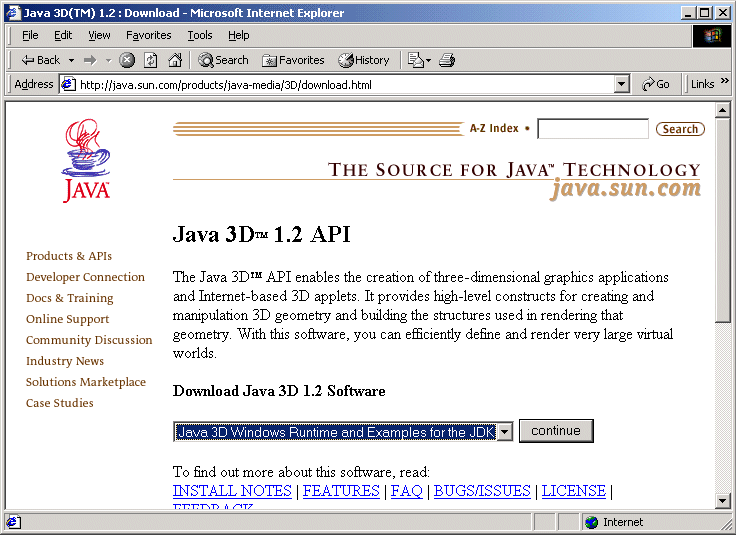 Java 3D(TM) 1.2 : Download - Microsoft Internet Explorer
File Edit View Favorites Tools Help
Back Search Favorites History
Address http://java.sun.com/products/java-media/3D/download.html Go Links »
JAVA™
A-Z Index • Search
THE SOURCE FOR JAVA™ TECHNOLOGY
java.sun.com
Products & APIs
Developer Connection
Docs & Training
Online Support
Community Discussion
Industry News
Solutions Marketplace
Case Studies
Java 3D™ 1.2 API
The Java 3D™ API enables the creation of three-dimensional graphics applications
and Internet-based 3D applets. It provides high-level constructs for creating and
manipulation 3D geometry and building the structures used in rendering that
geometry. With this software, you can efficiently define and render very large virtual
worlds.
Download Java 3D 1.2 Software
Java 3D Windows Runtime and Examples for the JDK continue
To find out more about this software, read:
INSTALL NOTES | FEATURES | FAQ | BUGS/ISSUES | LICENSE |
FEEDBACK
Internet